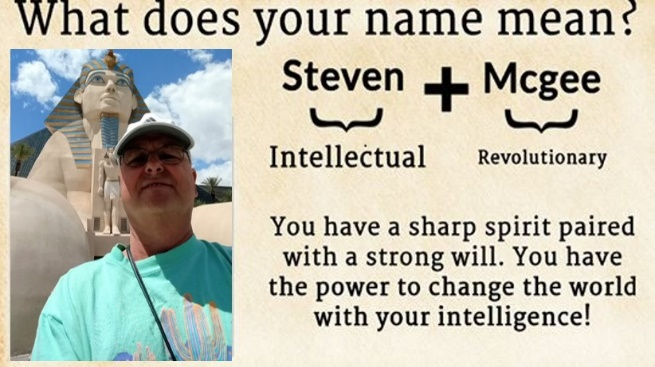 What does your name mean?
Steven + Mcgee
Intellectual Revolutionary
You have a sharp spirit paired
with a strong will. You have
the power to change the world
with your intelligence!